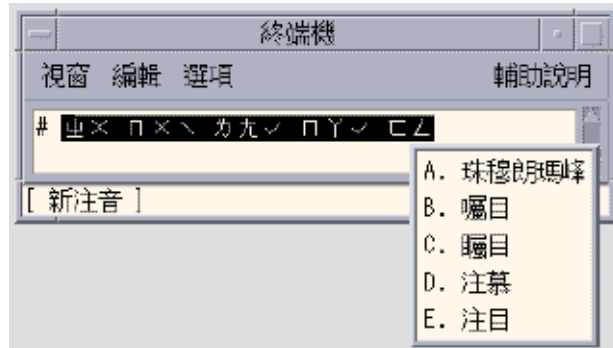 終端機
視窗 編輯 選項 輔助說明
# ㄓㄨ ㄇㄨˋ ㄌㄤˇ ㄇㄚˇ ㄈㄥ
[ 新注音 ]
A. 珠穆朗瑪峰
B. 囑目
C. 矚目
D. 注慕
E. 注目